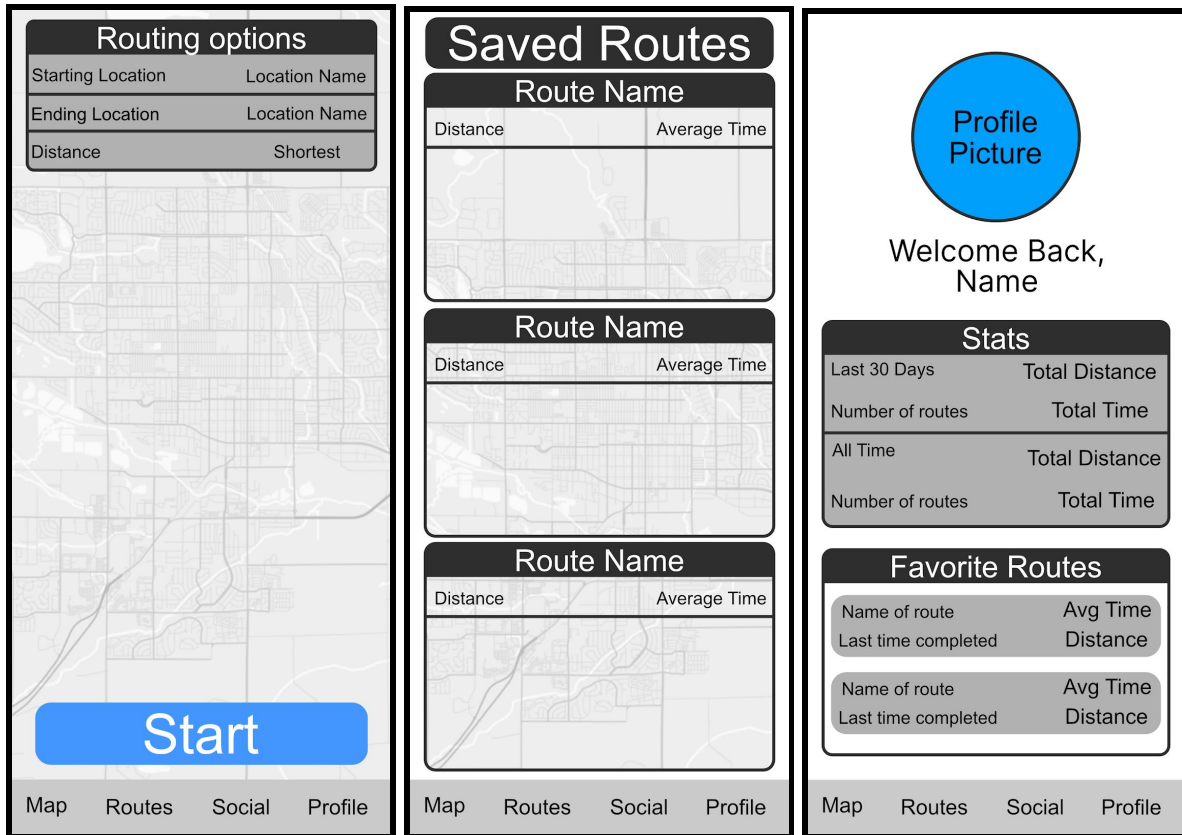 Routing options
Starting Location Location Name
Ending Location Location Name
Distance Shortest
Start
Map Routes Social Profile
Saved Routes
Route Name
Distance Average Time
Route Name
Distance Average Time
Route Name
Distance Average Time
Map Routes Social Profile
Profile
Picture
Welcome Back,
Name
Stats
Last 30 Days Total Distance
Number of routes Total Time
All Time Total Distance
Number of routes Total Time
Favorite Routes
Name of route Avg Time
Last time completed Distance
Name of route Avg Time
Last time completed Distance
Map Routes Social Profile